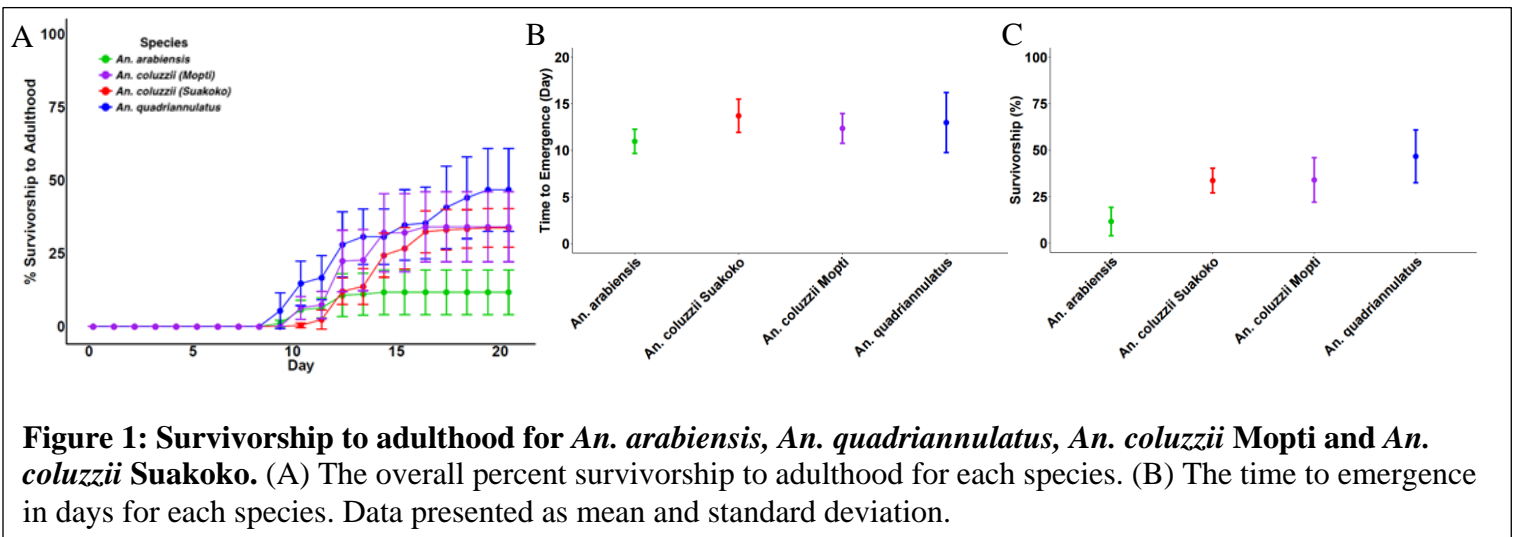 A
100
75
50
25
0
% Survivorship to Adulthood
Species
An. arabiensis
An. coluzzii (Mopti)
An. coluzzii (Suakoko)
An. quadriannulatus
0 5 10 15 20
Day
B
20
15
10
5
0
Time to Emergence (Day)
An. arabiensis
An. coluzzii Suakoko
An. coluzzii Mopti
An. quadriannulatus
C
100
75
50
25
0
Survivorship (%)
An. arabiensis
An. coluzzii Suakoko
An. coluzzii Mopti
An. quadriannulatus
Figure 1: Survivorship to adulthood for An. arabiensis, An. quadriannulatus, An. coluzzii Mopti and An.
coluzzii Suakoko. (A) The overall percent survivorship to adulthood for each species. (B) The time to emergence
in days for each species. Data presented as mean and standard deviation.